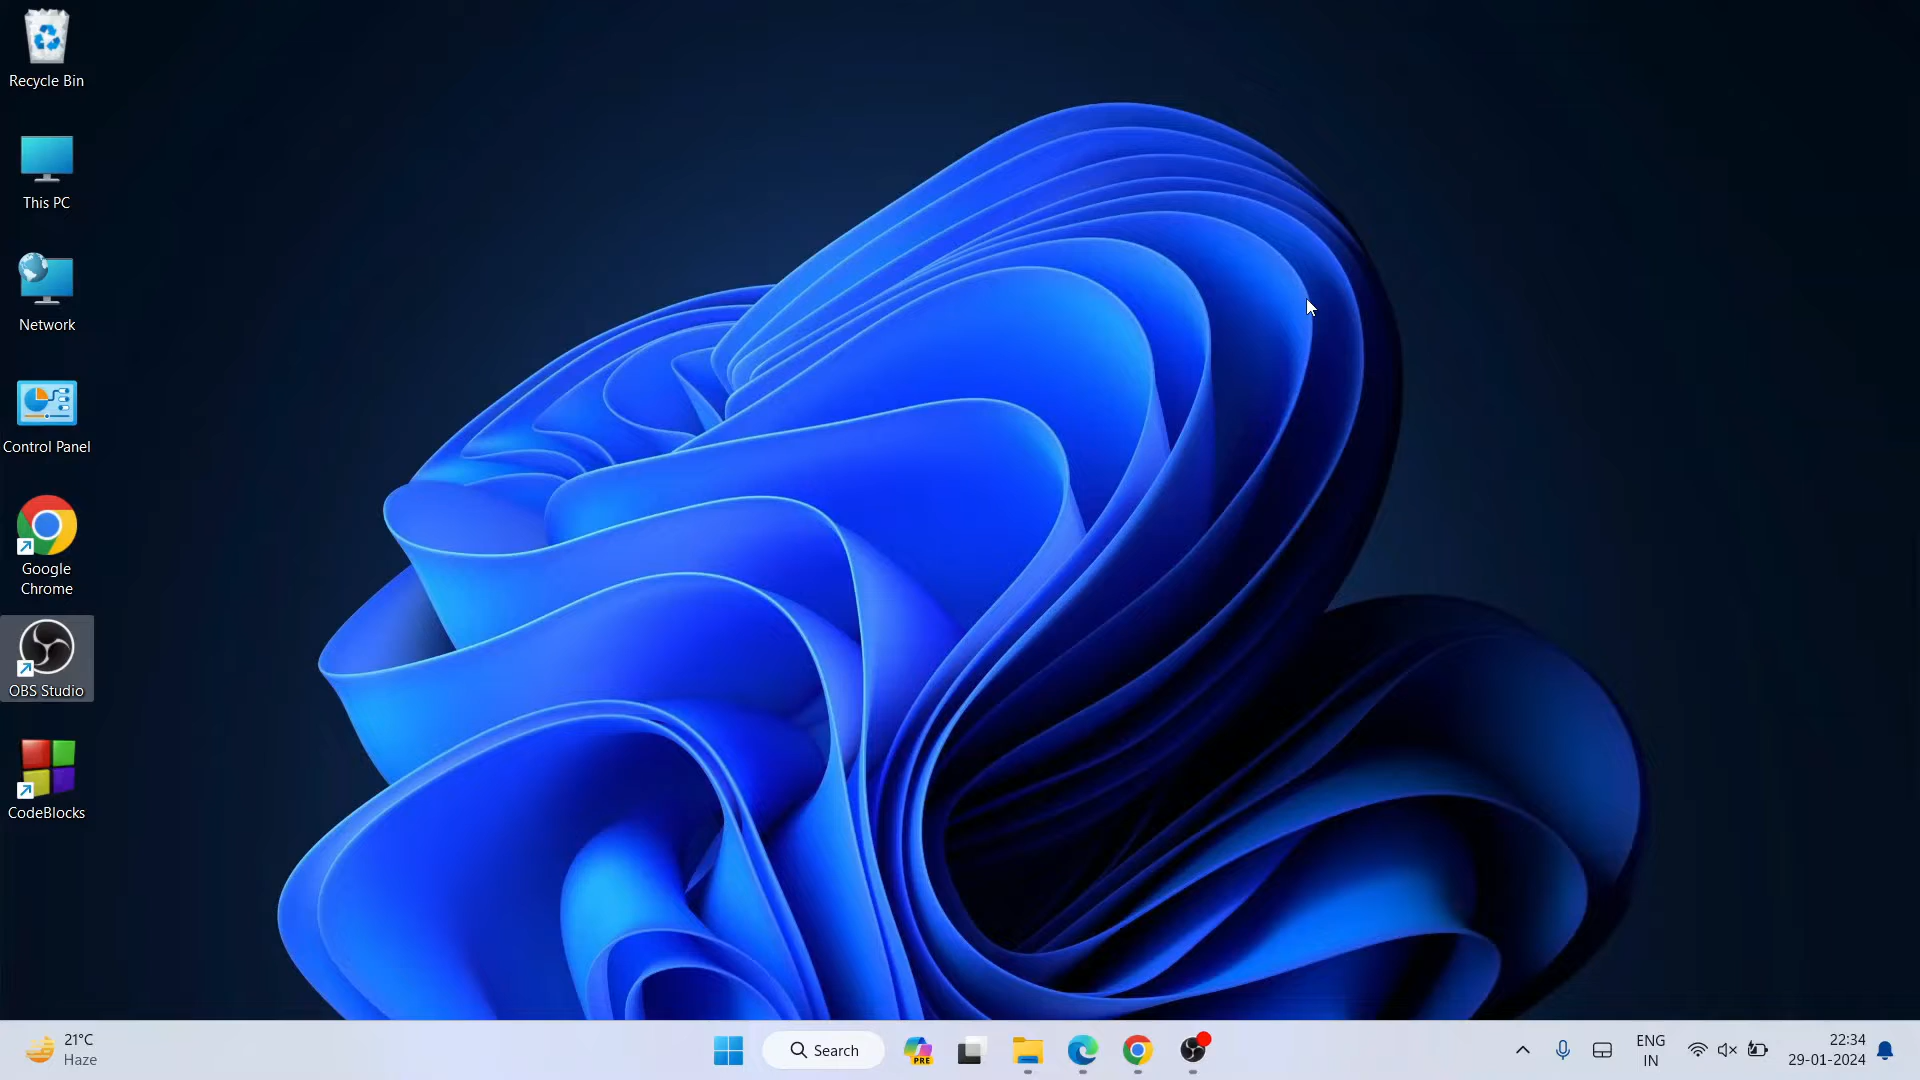 Recycle Bin
This PC
Network
Control Panel
Google
Chrome
OBS Studio
CodeBlocks
21°C
Haze
Search
PRE
ENG
IN
22:34
29-01-2024